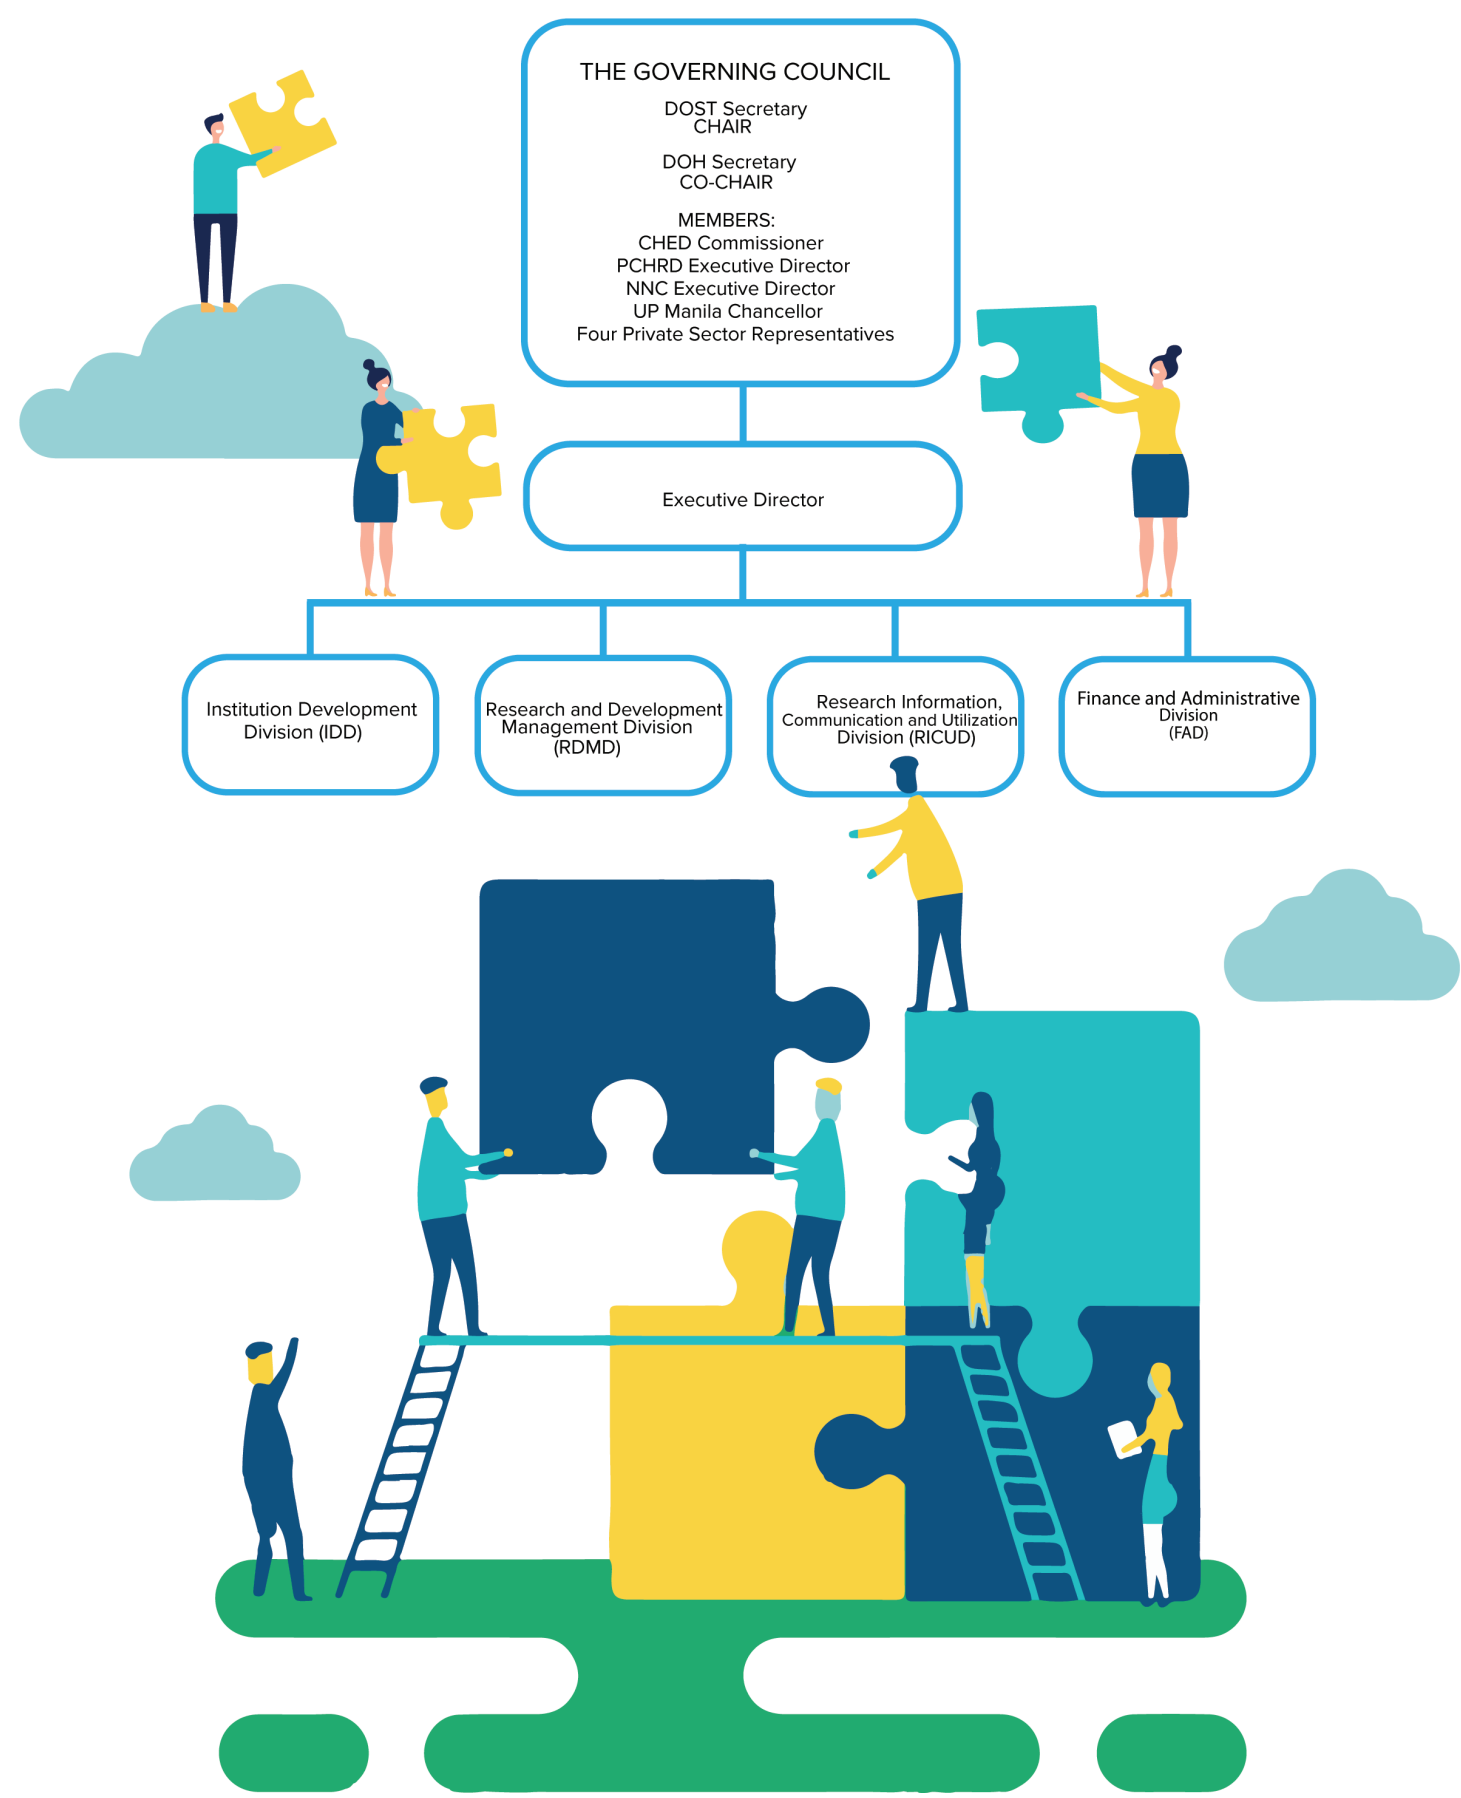 THE GOVERNING COUNCIL
DOST Secretary
CHAIR
DOH Secretary
CO-CHAIR
MEMBERS:
CHED Commissioner
PCHRD Executive Director
NNC Executive Director
UP Manila Chancellor
Four Private Sector Representatives
Executive Director
Institution Development
Division (IDD)
Research and Development
Management Division
(RDMD)
Research Information,
Communication and Utilization
Division (RICUD)
Finance and Administrative
Division
(FAD)